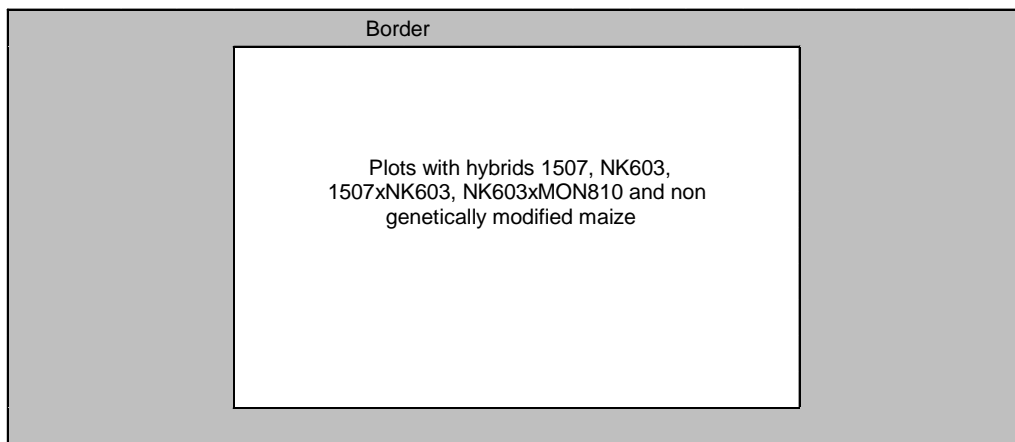 Border
Plots with hybrids 1507, NK603,
1507xNK603, NK603xMON810 and non
genetically modified maize